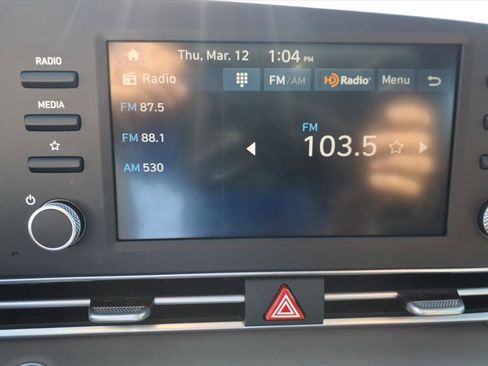 Thu, Mar. 12 1:04 PM
RADIO
Radio FM/AM HD Radio Menu
FM 87.5
MEDIA
FM 88.1
FM
103.5
AM 530